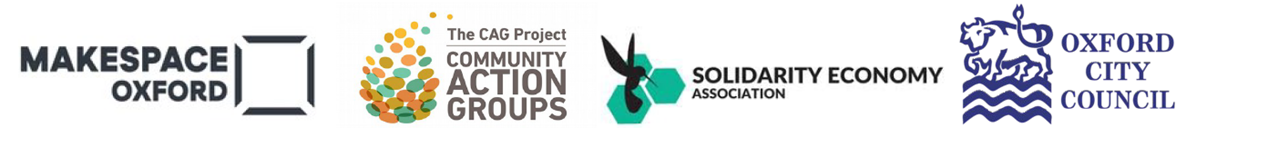 MAKESPACE
OXFORD
The CAG Project
COMMUNITY
ACTION
GROUPS
SOLIDARITY ECONOMY
ASSOCIATION
OXFORD
CITY
COUNCIL